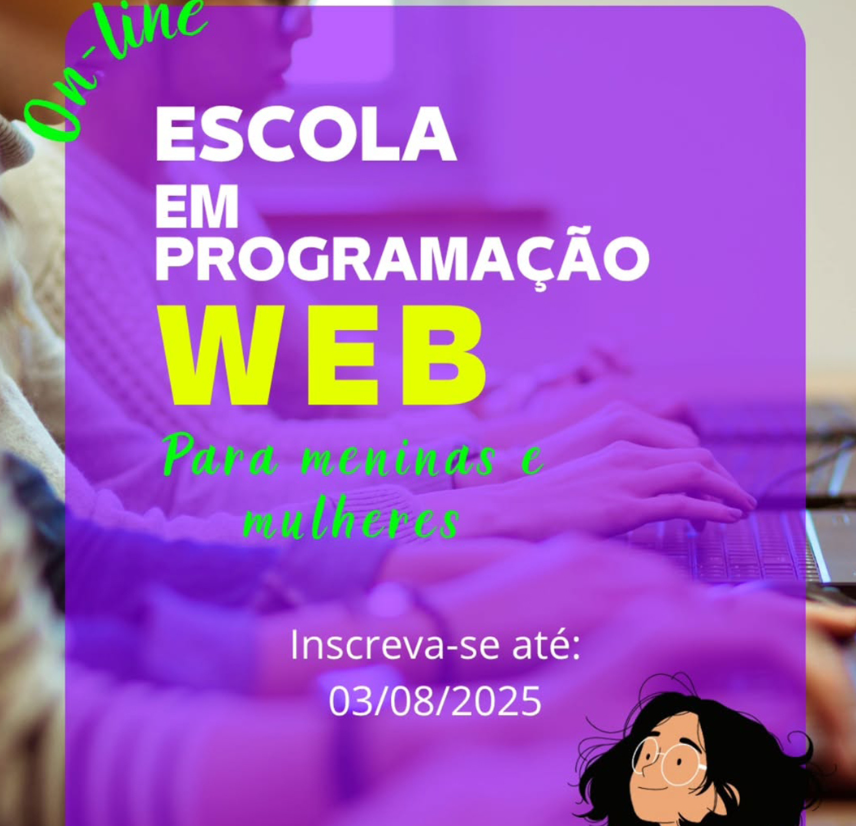 On-line
ESCOLA
EM
PROGRAMAÇÃO
WEB
Para meninas e
mulheres
Inscreva-se até:
03/08/2025